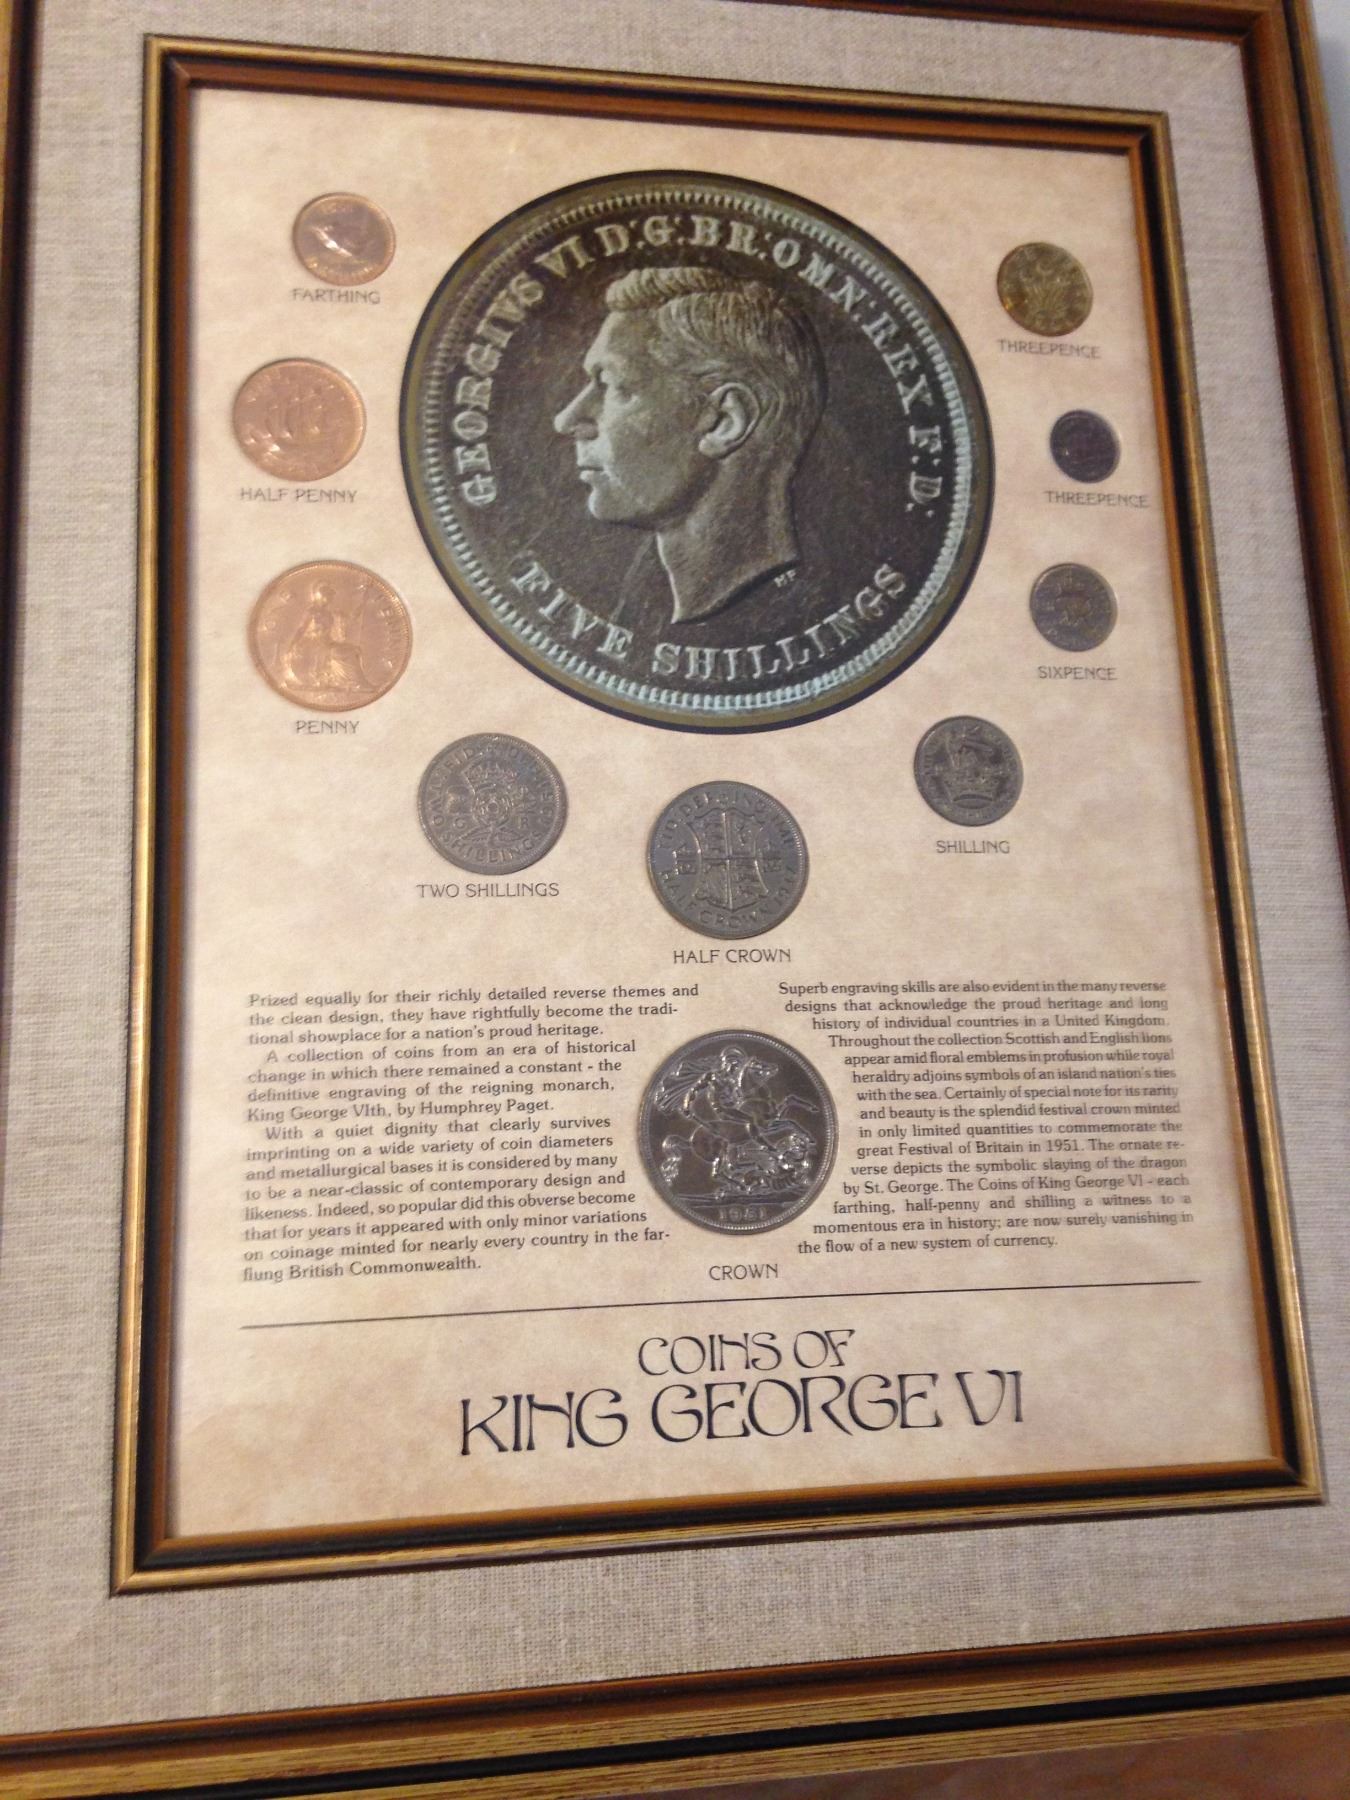 GEORGIVS VI D:G:BR:OMN:REX F:D:
FIVE SHILLINGS
HP
FARTHING
HALF PENNY
PENNY
PENNY
THREEPENCE
THREEPENCE
SIXPENCE
SHILLING
SHILLINGS
TWO SHILLINGS
HALF CROWN 1947
HALF CROWN
Prized equally for their richly detailed reverse themes and
the clean design, they have rightfully become the tradi-
tional showplace for a nation's proud heritage.
A collection of coins from an era of historical
change in which there remained a constant - the
definitive engraving of the reigning monarch,
King George VIth, by Humphrey Paget.
With a quiet dignity that clearly survives
imprinting on a wide variety of coin diameters
and metallurgical bases it is considered by many
to be a near-classic of contemporary design and
likeness. Indeed, so popular did this obverse become
that for years it appeared with only minor variations
on coinage minted for nearly every country in the far-
flung British Commonwealth.
Superb engraving skills are also evident in the many reverse
designs that acknowledge the proud heritage and long
history of individual countries in a United Kingdom.
Throughout the collection Scottish and English lions
appear amid floral emblems in profusion while royal
heraldry adjoins symbols of an island nation's ties
with the sea. Certainly of special note for its rarity
and beauty is the splendid festival crown minted
in only limited quantities to commemorate the
great Festival of Britain in 1951. The ornate re-
verse depicts the symbolic slaying of the dragon
by St. George. The Coins of King George VI - each
farthing, half-penny and shilling a witness to a
momentous era in history; are now surely vanishing in
the flow of a new system of currency.
1951
CROWN
COINS OF
KING GEORGE VI